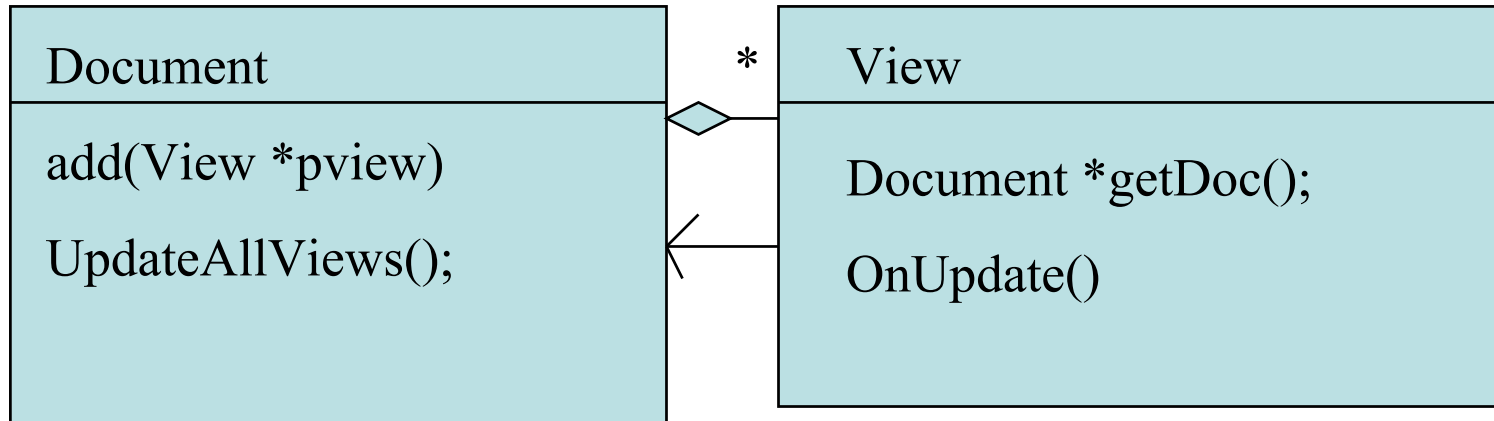 Document
add(View *pview)
UpdateAllViews();
*
View
Document *getDoc();
OnUpdate()